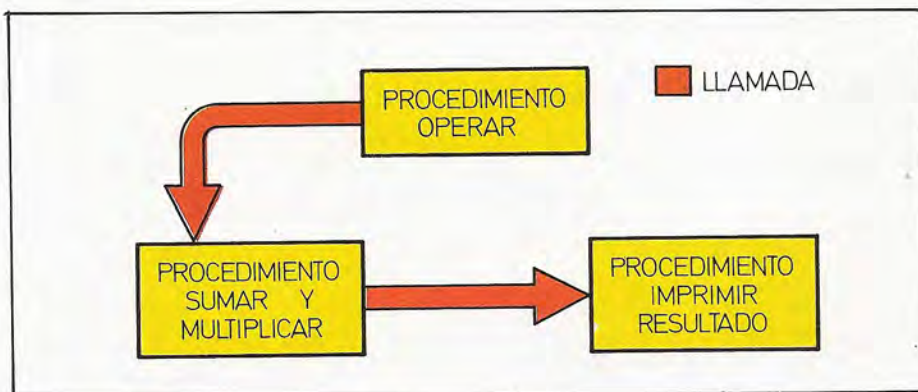 PROCEDIMIENTO
OPERAR
LLAMADA
PROCEDIMIENTO
SUMAR Y
MULTIPLICAR
PROCEDIMIENTO
IMPRIMIR
RESULTADO